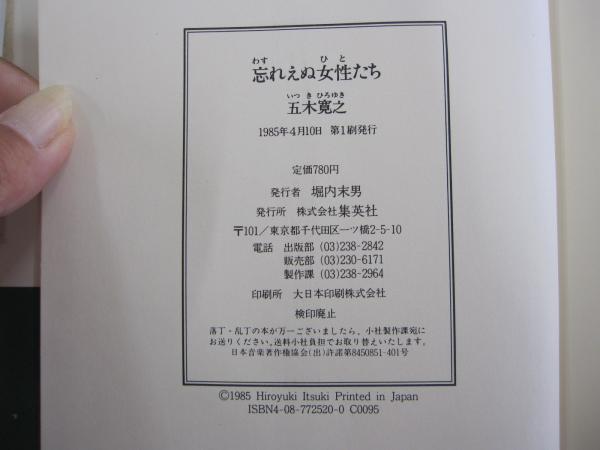 わす ひと
忘れえぬ女性たち
いつ き ひろゆき
五木寛之
1985年4月10日 第1刷発行
定価780円
発行者 堀内末男
発行所 株式会社集英社
〒101/東京都千代田区一ツ橋2-5-10
電話 出版部 (03)238-2842
販売部 (03)230-6171
製作課 (03)238-2964
印刷所 大日本印刷株式会社
検印廃止
落丁・乱丁の本が万一ございましたら、小社製作課宛に
お送りください。送料小社負担でお取り替えいたします。
日本音楽著作権協会(出)許諾第8450851-401号
©1985 Hiroyuki Itsuki Printed in Japan
ISBN4-08-772520-0 C0095